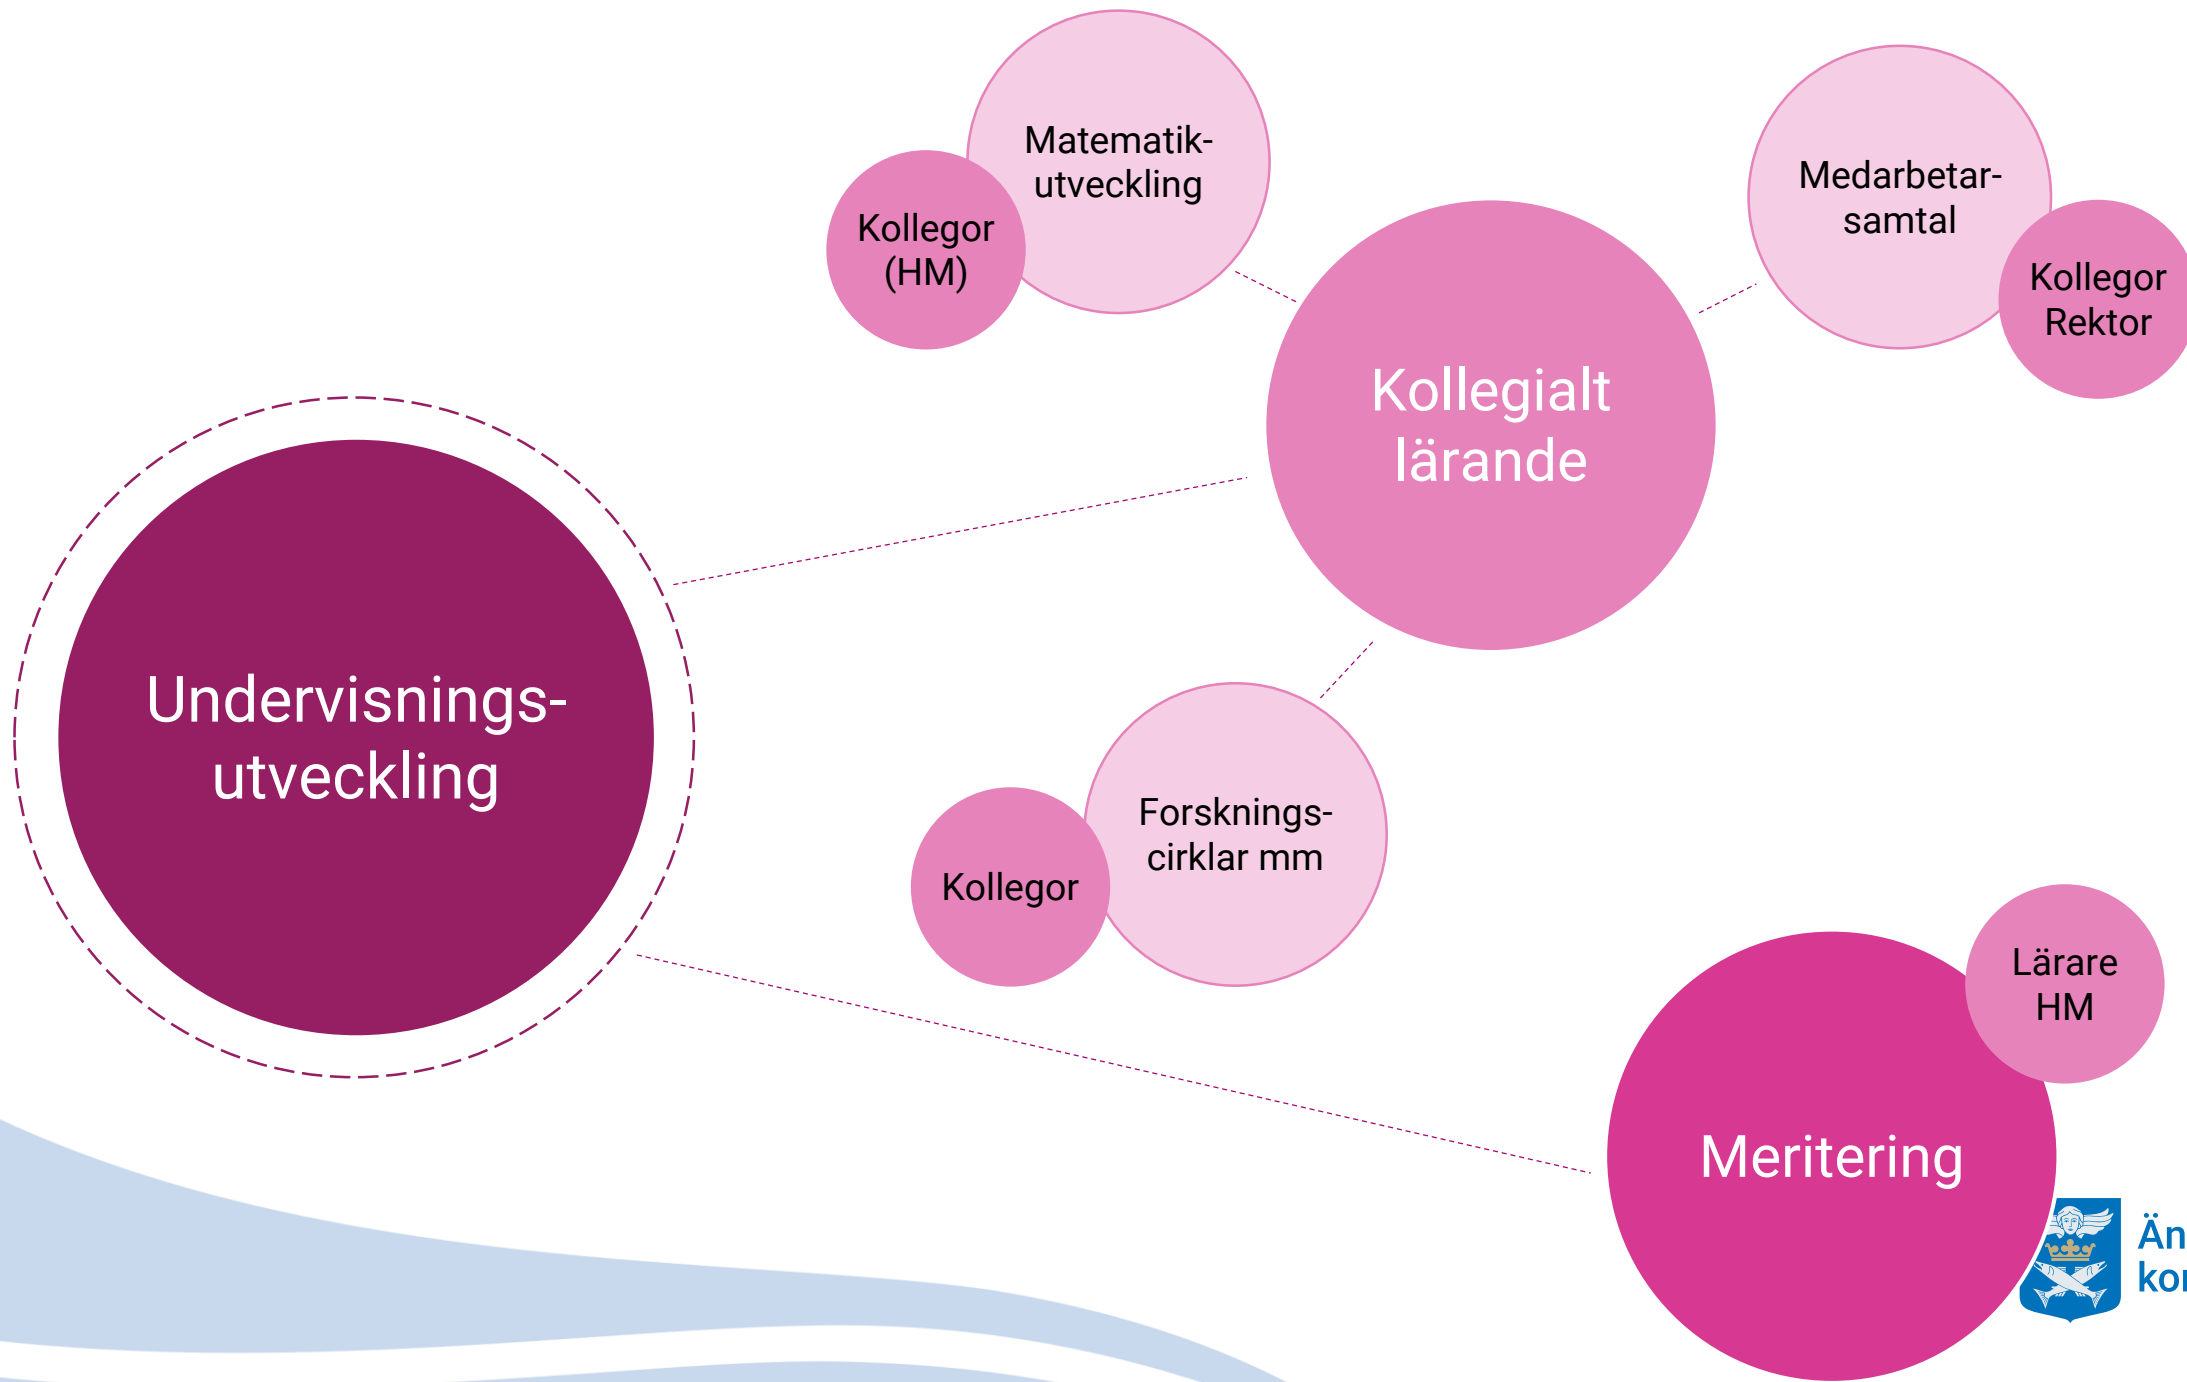 Matematik-
utveckling
Kollegor
(HM)
Medarbetar-
samtal
Kollegor
Rektor
Kollegialt
lärande
Undervisnings-
utveckling
Forsknings-
cirklar mm
Kollegor
Lärare
HM
Meritering